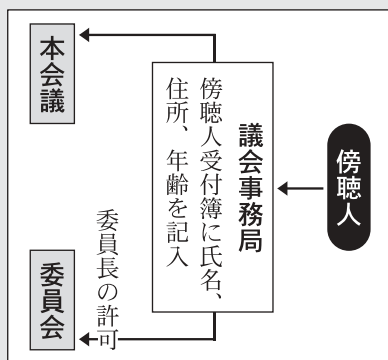 傍聴人
議会事務局
傍聴人受付簿に氏名、
住所、年齢を記入
本会議
委員長の許可
委員会